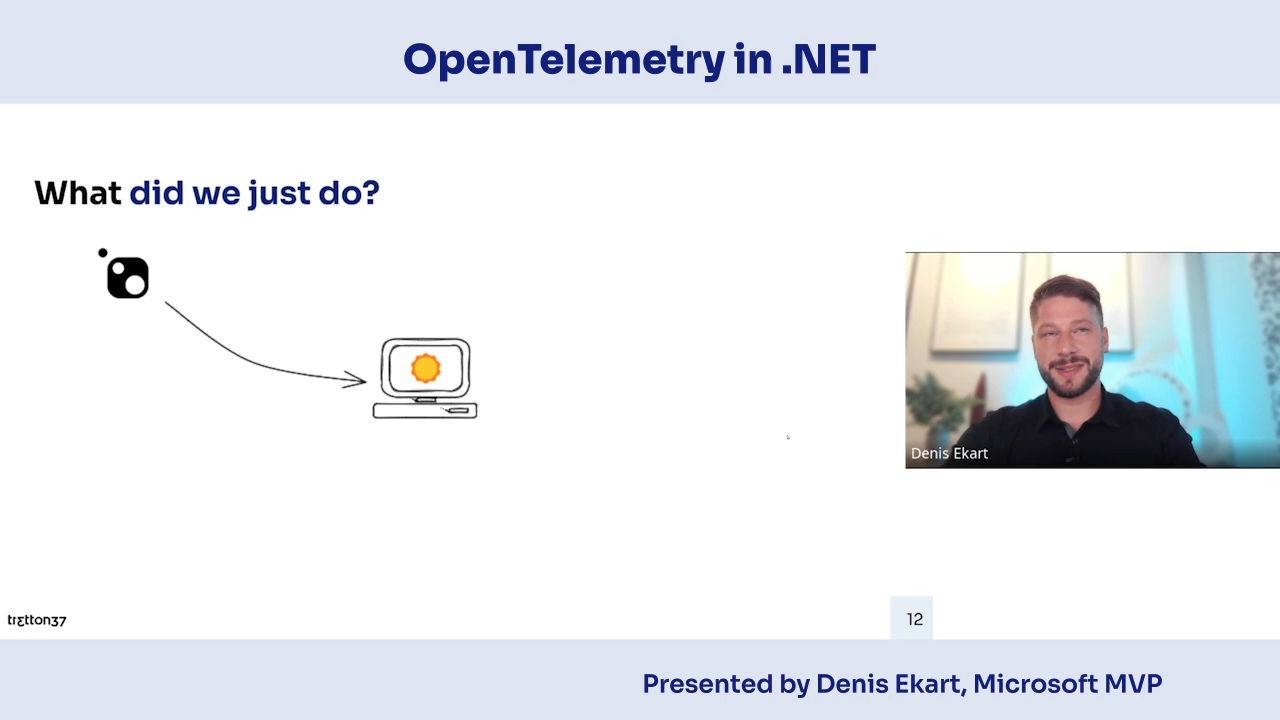 OpenTelemetry in .NET
What did we just do?
Denis Ekart
tretton37
12
Presented by Denis Ekart, Microsoft MVP